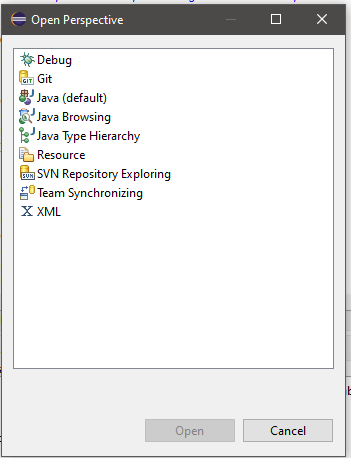 Open Perspective
Debug
Git
Java (default)
Java Browsing
Java Type Hierarchy
Resource
SVN Repository Exploring
Team Synchronizing
XML
Open
Cancel